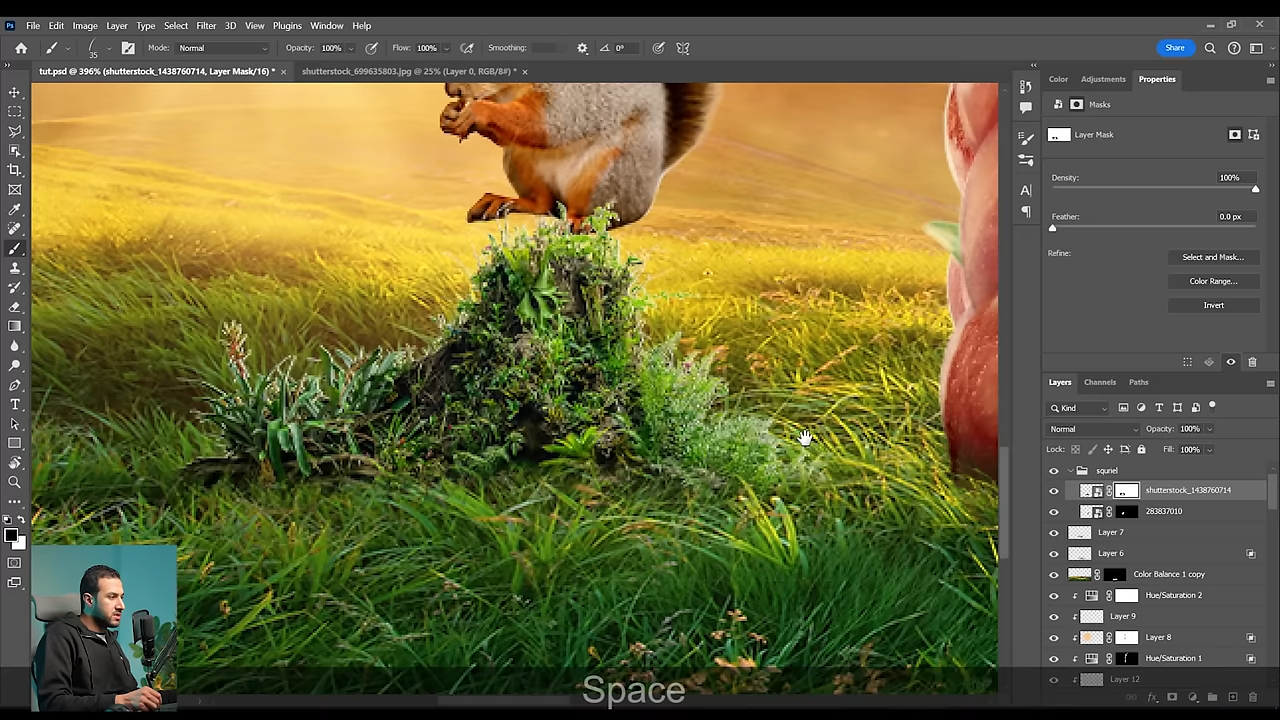 Ps File Edit Image Layer Type Select Filter 3D View Plugins Window Help
35 Mode: Normal Opacity: 100% Flow: 100% Smoothing: 0° Share
tut.psd @ 396% (shutterstock_1438760714, Layer Mask/16) * × shutterstock_699635803.jpg @ 25% (Layer 0, RGB/8#) * ×
Color Adjustments Properties
Masks
Layer Mask
Density: 100%
Feather: 0.0 px
Refine: Select and Mask...
Color Range...
Invert
Layers Channels Paths
Kind
Normal Opacity: 100%
Lock: Fill: 100%
squriel
shutterstock_1438760714
283837010
Layer 7
Layer 6
Color Balance 1 copy
Hue/Saturation 2
Layer 9
Layer 8
Hue/Saturation 1
Layer 12
Space